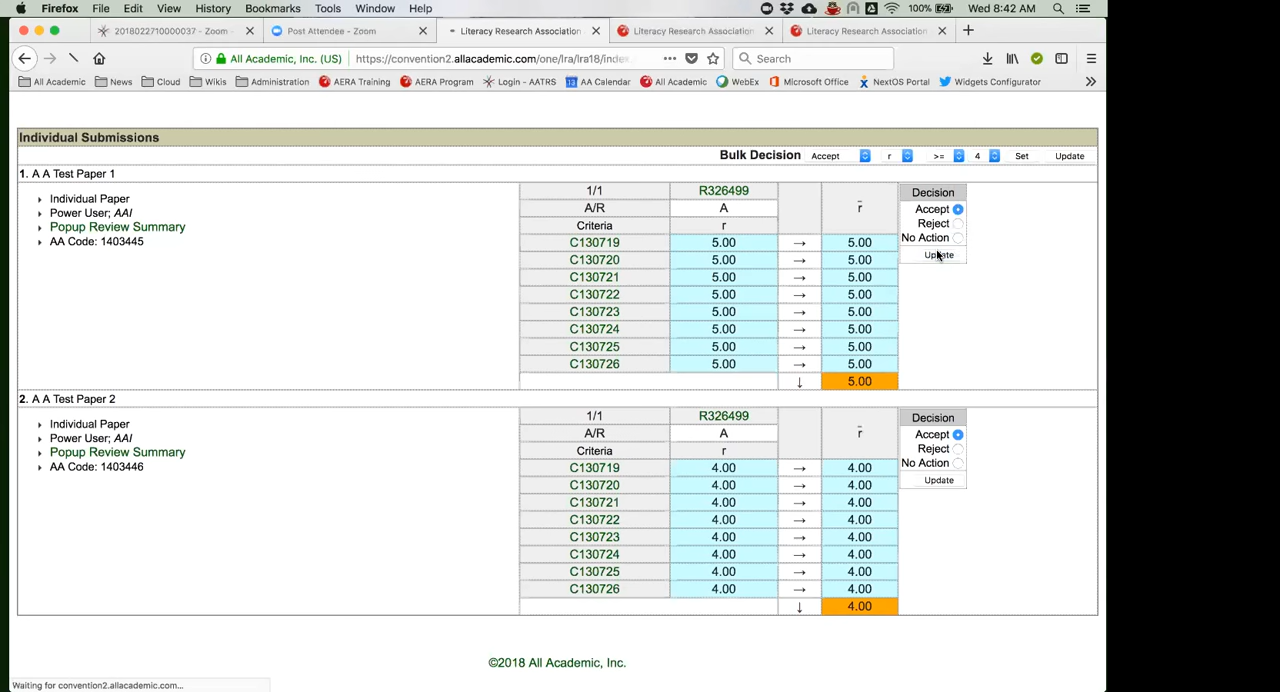 Firefox File Edit View History Bookmarks Tools Window Help 100% Wed 8:42 AM
2018022710000037 - Zoom Post Attendee - Zoom Literacy Research Association Literacy Research Association Literacy Research Association
All Academic, Inc. (US) https://convention2.allacademic.com/one/lra/lra18/index. Search
All Academic News Cloud Wikis Administration AERA Training AERA Program Login - AATRS AA Calendar All Academic WebEx Microsoft Office NextOS Portal Widgets Configurator
Individual Submissions
Bulk Decision Accept r >= 4 Set Update
1. A A Test Paper 1
Individual Paper
Power User; AAI
Popup Review Summary
AA Code: 1403445
1/1 R326499 r̄ Decision
A/R A Accept
Criteria r Reject
No Action
C130719 5.00 → 5.00
Update
C130720 5.00 → 5.00
C130721 5.00 → 5.00
C130722 5.00 → 5.00
C130723 5.00 → 5.00
C130724 5.00 → 5.00
C130725 5.00 → 5.00
C130726 5.00 → 5.00
↓ 5.00
2. A A Test Paper 2
Individual Paper
Power User; AAI
Popup Review Summary
AA Code: 1403446
1/1 R326499 r̄ Decision
A/R A Accept
Criteria r Reject
No Action
C130719 4.00 → 4.00
Update
C130720 4.00 → 4.00
C130721 4.00 → 4.00
C130722 4.00 → 4.00
C130723 4.00 → 4.00
C130724 4.00 → 4.00
C130725 4.00 → 4.00
C130726 4.00 → 4.00
↓ 4.00
©2018 All Academic, Inc.
Waiting for convention2.allacademic.com...